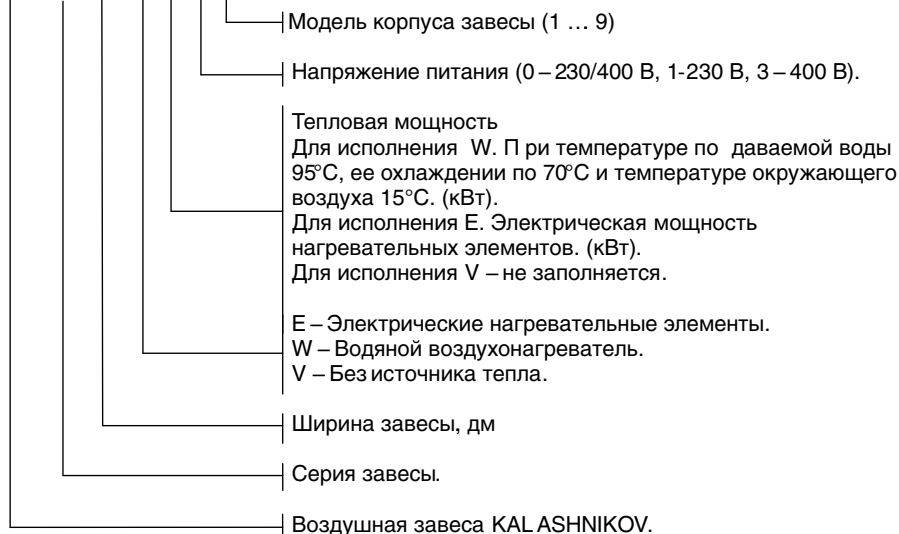 Модель корпуса завесы (1 … 9)
Напряжение питания (0 – 230/400 В, 1-230 В, 3 – 400 В).
Тепловая мощность
Для исполнения W. П ри температуре по даваемой воды
95°С, ее охлаждении по 70°С и температуре окружающего
воздуха 15°С. (кВт).
Для исполнения Е. Электрическая мощность
нагревательных элементов. (кВт).
Для исполнения V – не заполняется.
E – Электрические нагревательные элементы.
W – Водяной воздухонагреватель.
V – Без источника тепла.
Ширина завесы, дм
Серия завесы.
Воздушная завеса KAL ASHNIKOV.